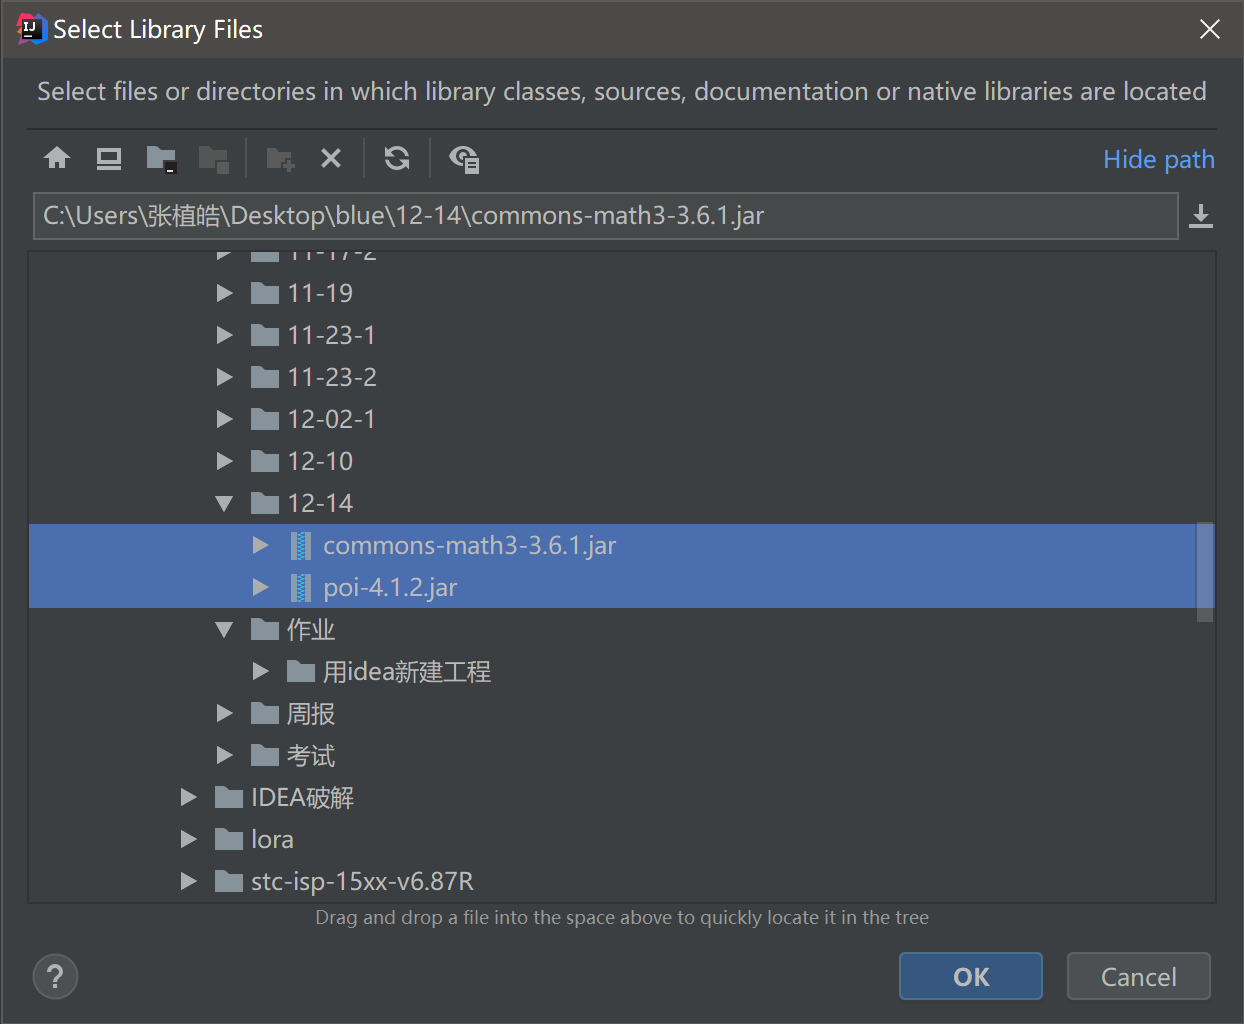 Select Library Files
Select files or directories in which library classes, sources, documentation or native libraries are located
Hide path
C:\Users\张植皓\Desktop\blue\12-14\commons-math3-3.6.1.jar
11-17-2
11-19
11-23-1
11-23-2
12-02-1
12-10
12-14
commons-math3-3.6.1.jar
poi-4.1.2.jar
作业
用idea新建工程
周报
考试
IDEA破解
lora
stc-isp-15xx-v6.87R
Drag and drop a file into the space above to quickly locate it in the tree
?
OK
Cancel